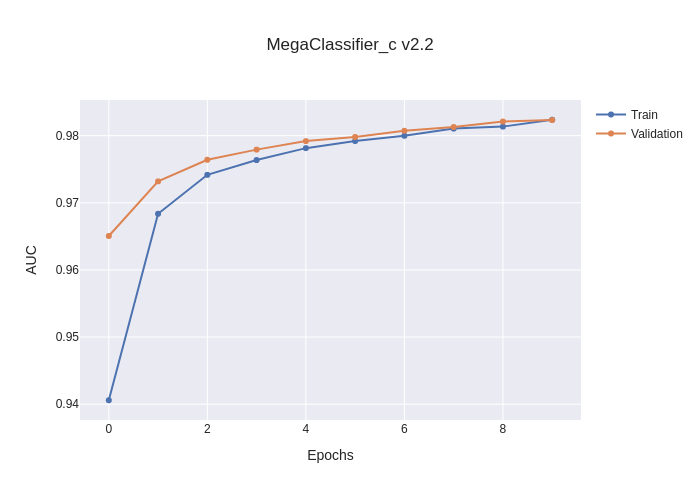 MegaClassifier_c v2.2
Train
Validation
AUC
0.98
0.97
0.96
0.95
0.94
0 2 4 6 8
Epochs